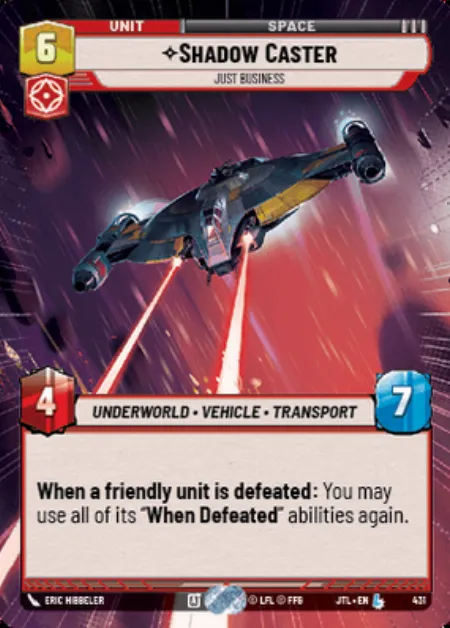 UNIT SPACE
6
✧SHADOW CASTER
JUST BUSINESS
4
UNDERWORLD • VEHICLE • TRANSPORT
7
When a friendly unit is defeated: You may
use all of its “When Defeated” abilities again.
ERIC HIBBELER © LFL © FFG JTL • EN 431